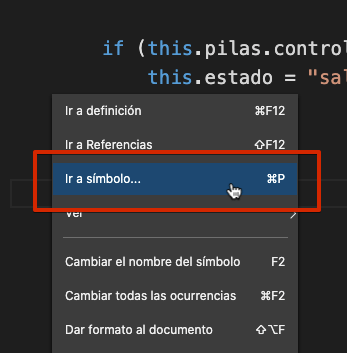 if (this.pilas.control
this.estado = "sal
Ir a definición ⌘F12
Ir a Referencias ⇧F12
Ir a símbolo... ⌘P
Ver
Cambiar el nombre del símbolo F2
Cambiar todas las ocurrencias ⌘F2
Dar formato al documento ⇧⌥F